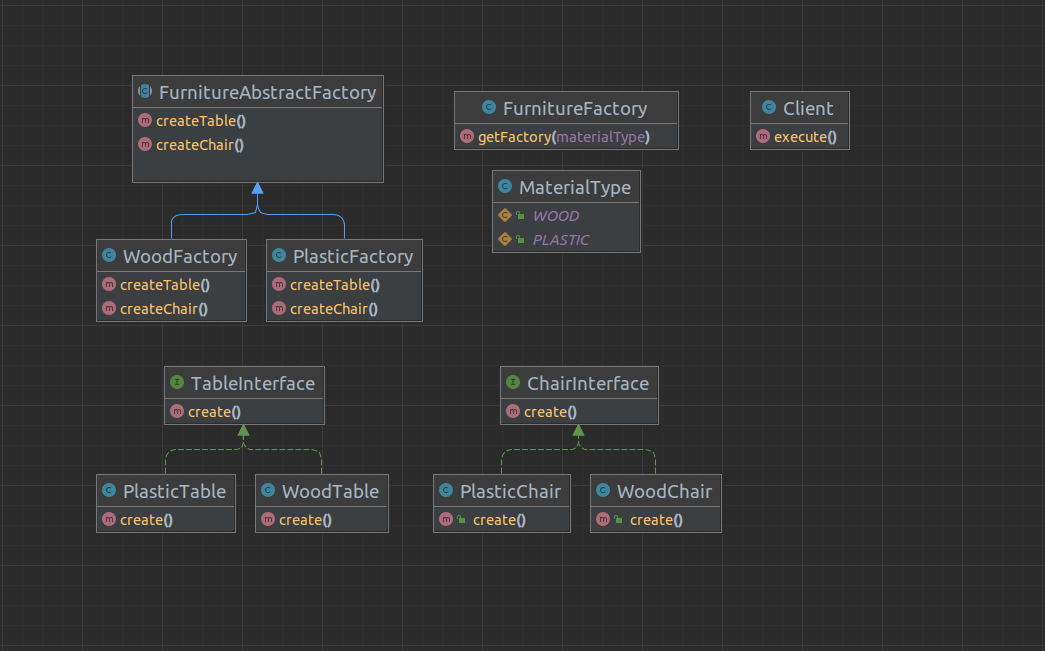 FurnitureAbstractFactory
createTable()
createChair()
FurnitureFactory
getFactory(materialType)
Client
execute()
MaterialType
WOOD
PLASTIC
WoodFactory
createTable()
createChair()
PlasticFactory
createTable()
createChair()
TableInterface
create()
ChairInterface
create()
PlasticTable
create()
WoodTable
create()
PlasticChair
create()
WoodChair
create()